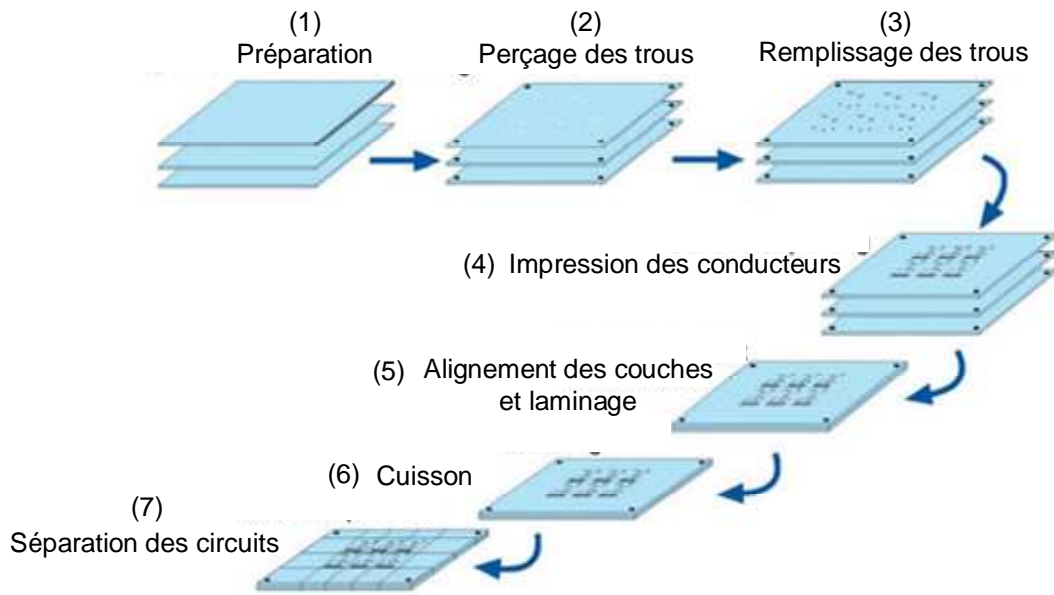 (1)
Préparation
(2)
Perçage des trous
(3)
Remplissage des trous
(4) Impression des conducteurs
(5) Alignement des couches
et laminage
(6) Cuisson
(7)
Séparation des circuits